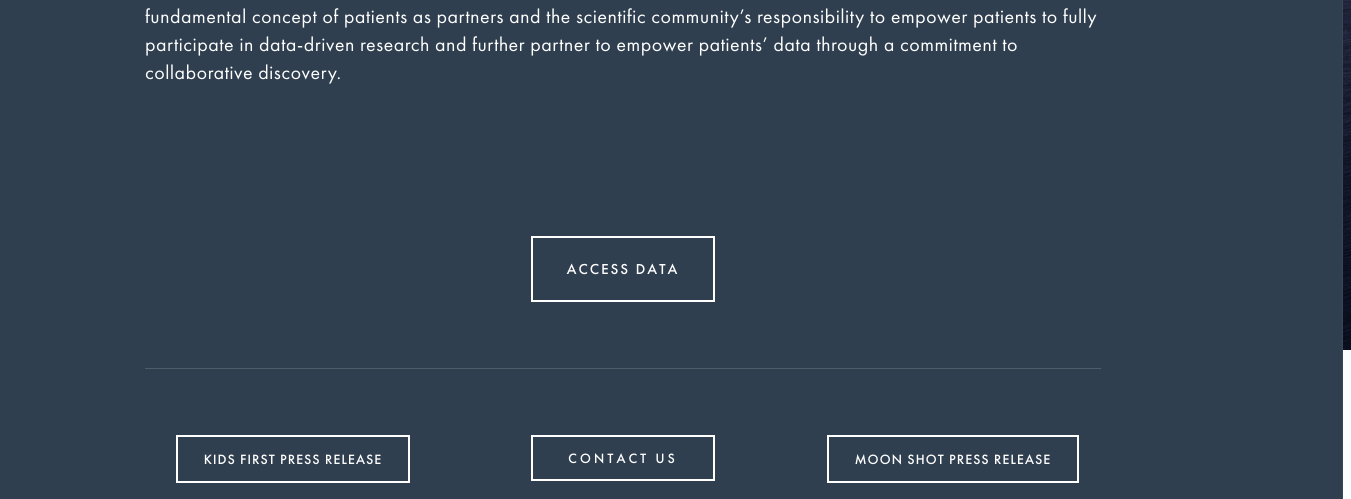 fundamental concept of patients as partners and the scientific community’s responsibility to empower patients to fully
participate in data-driven research and further partner to empower patients’ data through a commitment to
collaborative discovery.
ACCESS DATA
KIDS FIRST PRESS RELEASE
CONTACT US
MOON SHOT PRESS RELEASE